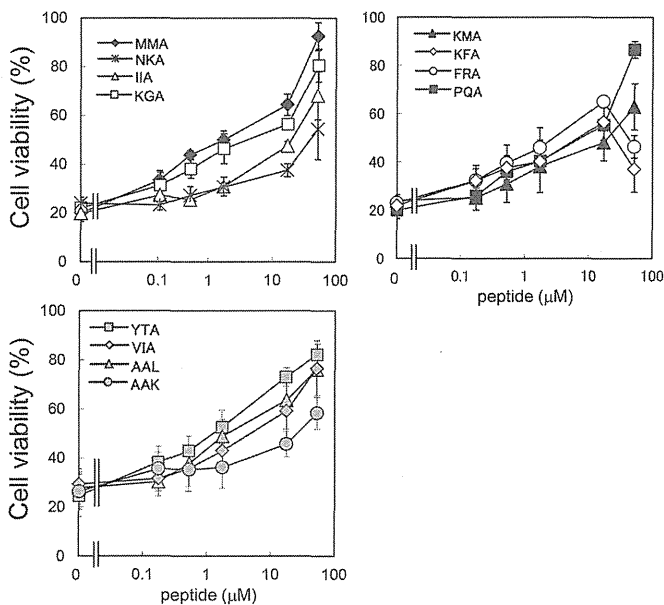 Cell viability (%)
100
80
60
40
20
0
MMA
NKA
IIA
KGA
0
0.1
1
10
100
100
80
60
40
20
0
KMA
KFA
FRA
PQA
0
0.1
1
10
100
peptide (μM)
Cell viability (%)
100
80
60
40
20
0
YTA
VIA
AAL
AAK
0
0.1
1
10
100
peptide (μM)